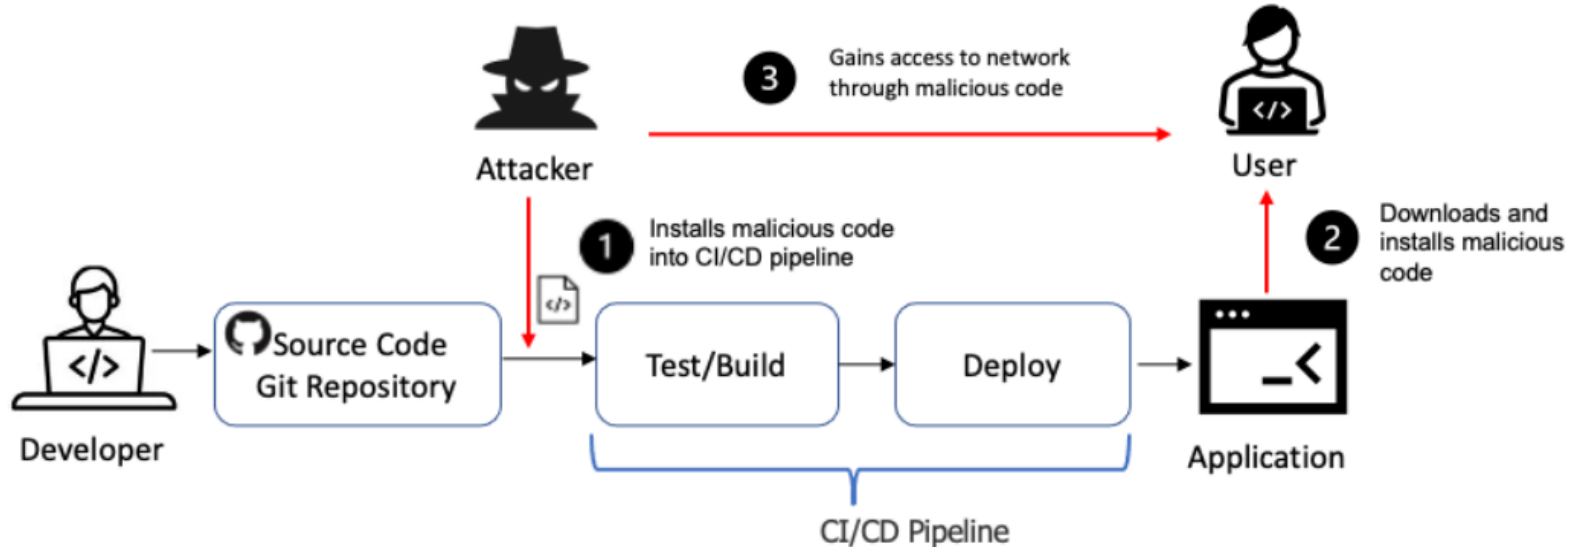 3
Gains access to network
through malicious code
</>
Attacker
User
1
Installs malicious code
into CI/CD pipeline
2
Downloads and
installs malicious
code
</>
</>
Developer
Source Code
Git Repository
Test/Build
Deploy
_<
Application
CI/CD Pipeline